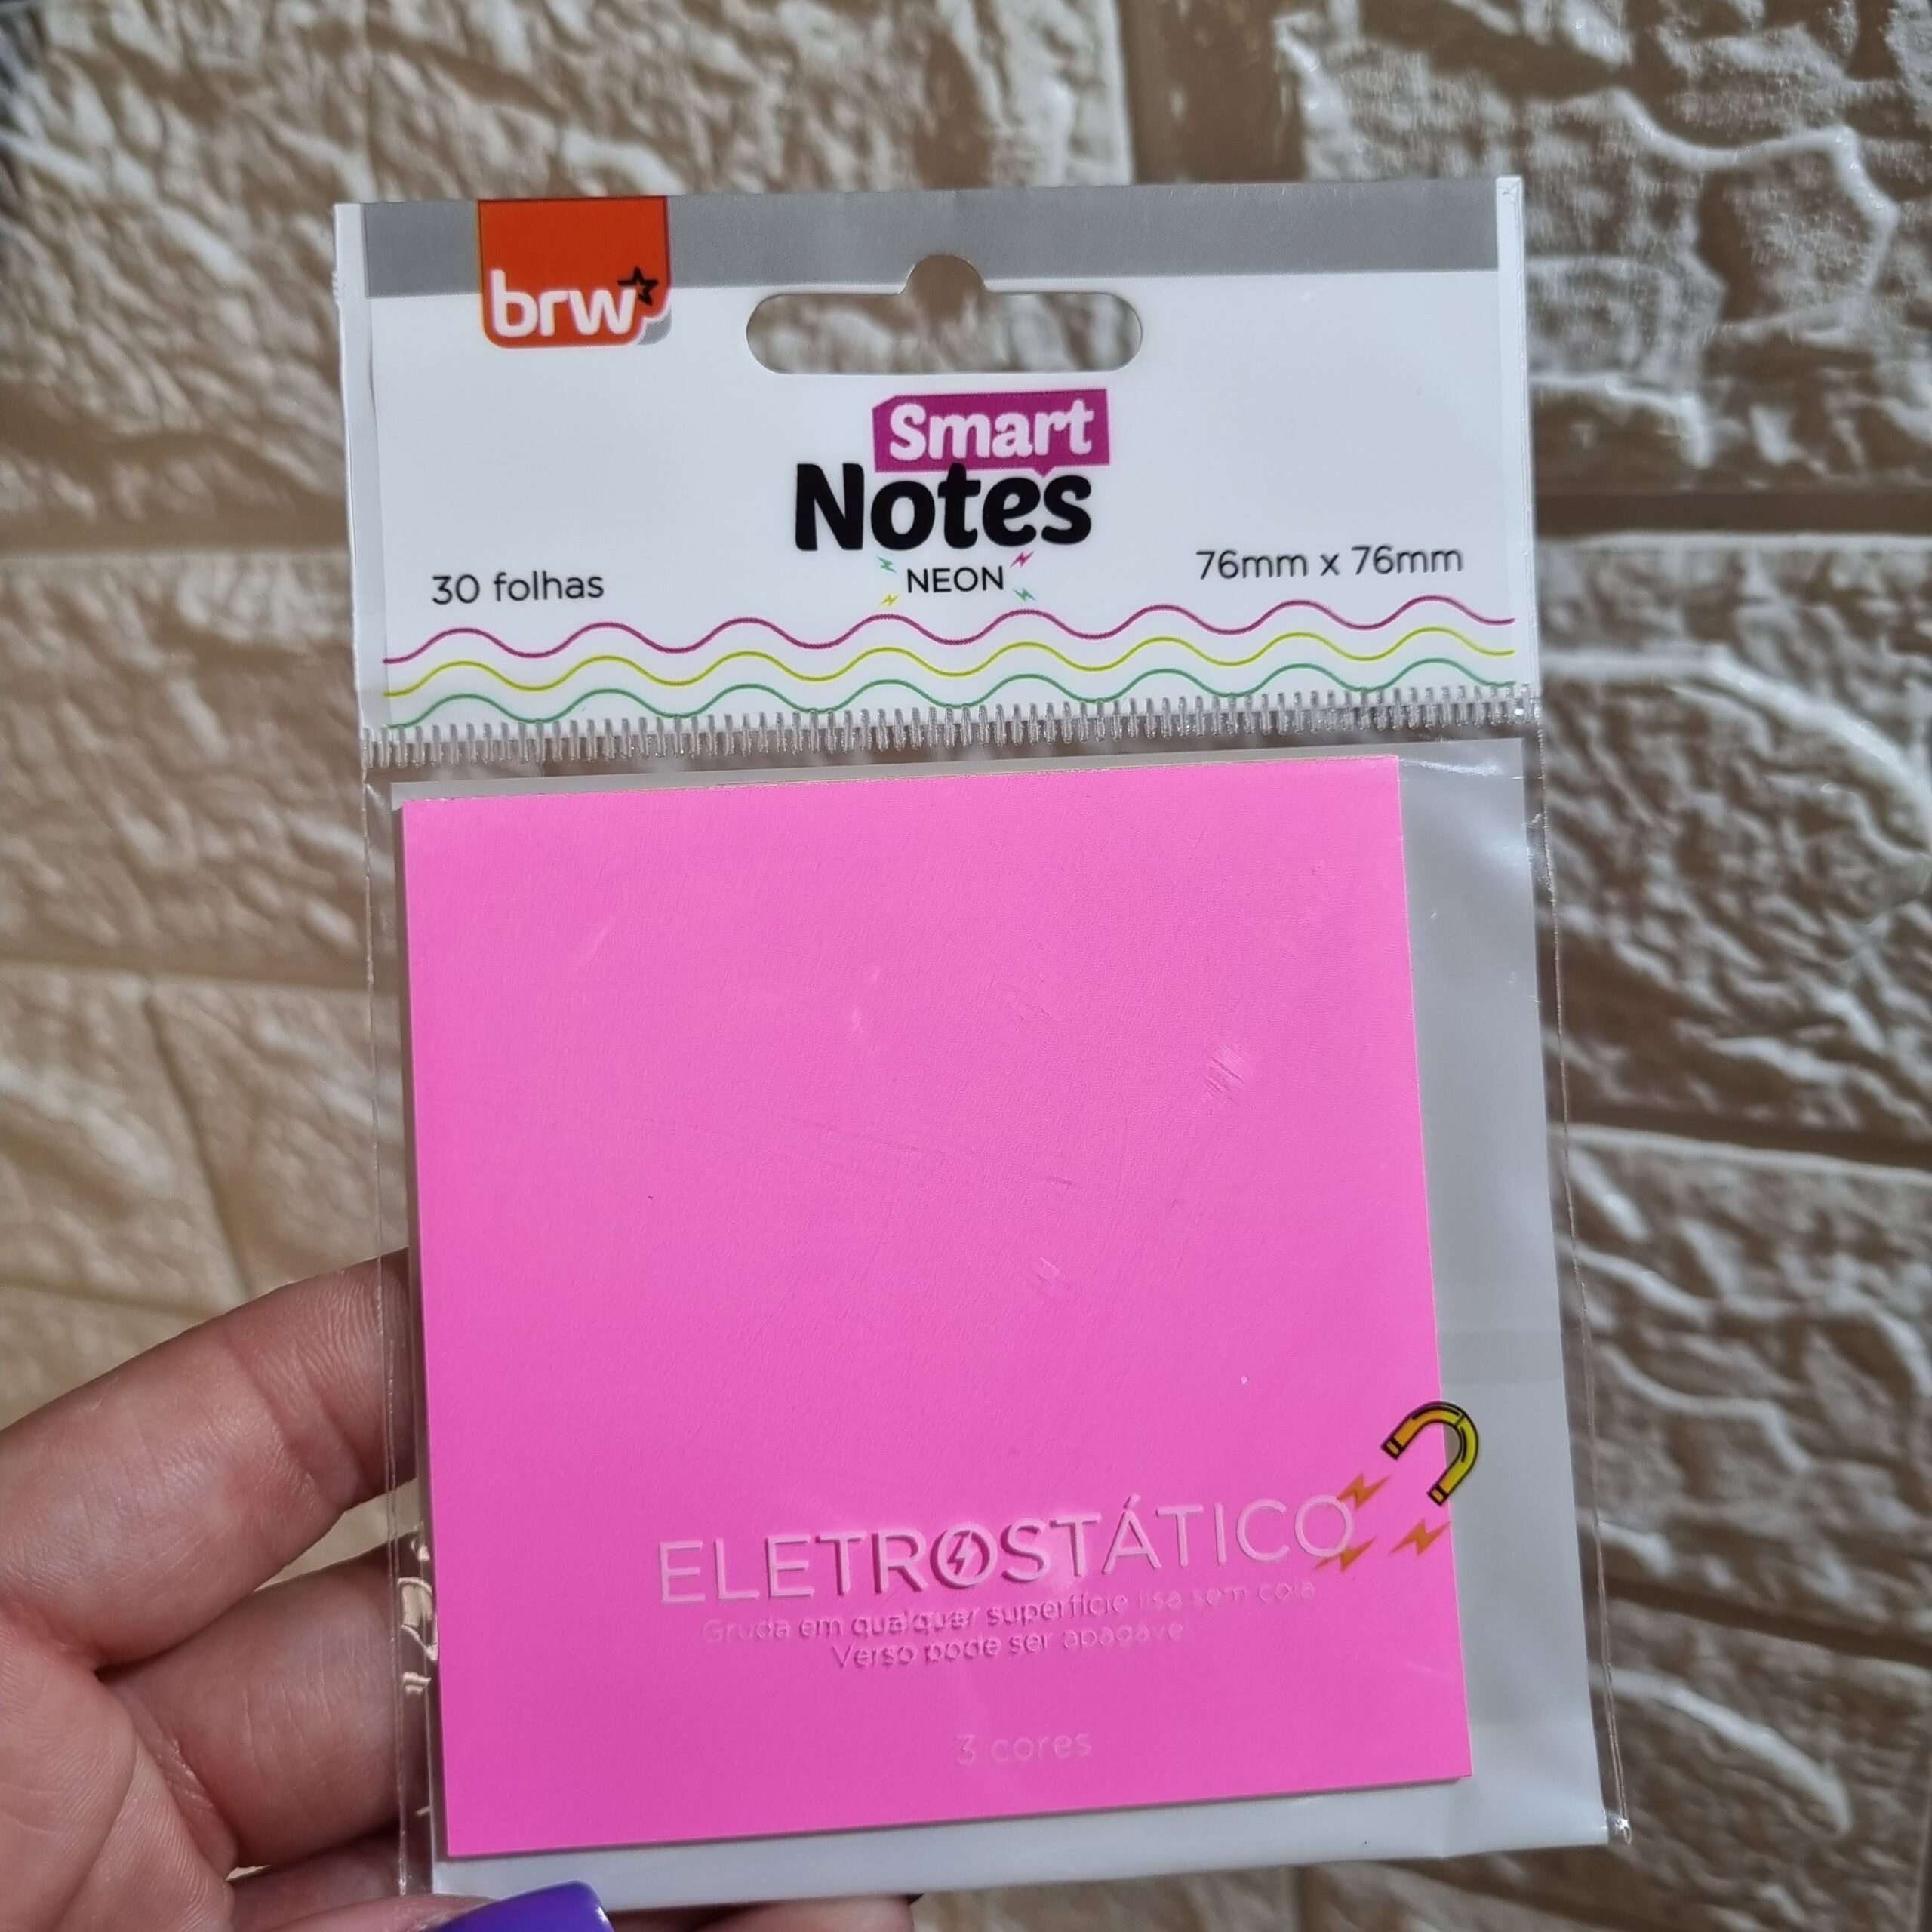 brw
Smart
Notes
NEON
30 folhas
76mm x 76mm
ELETROSTÁTICO
Gruda em qualquer superfície lisa sem cola
Verso pode ser apagável
3 cores